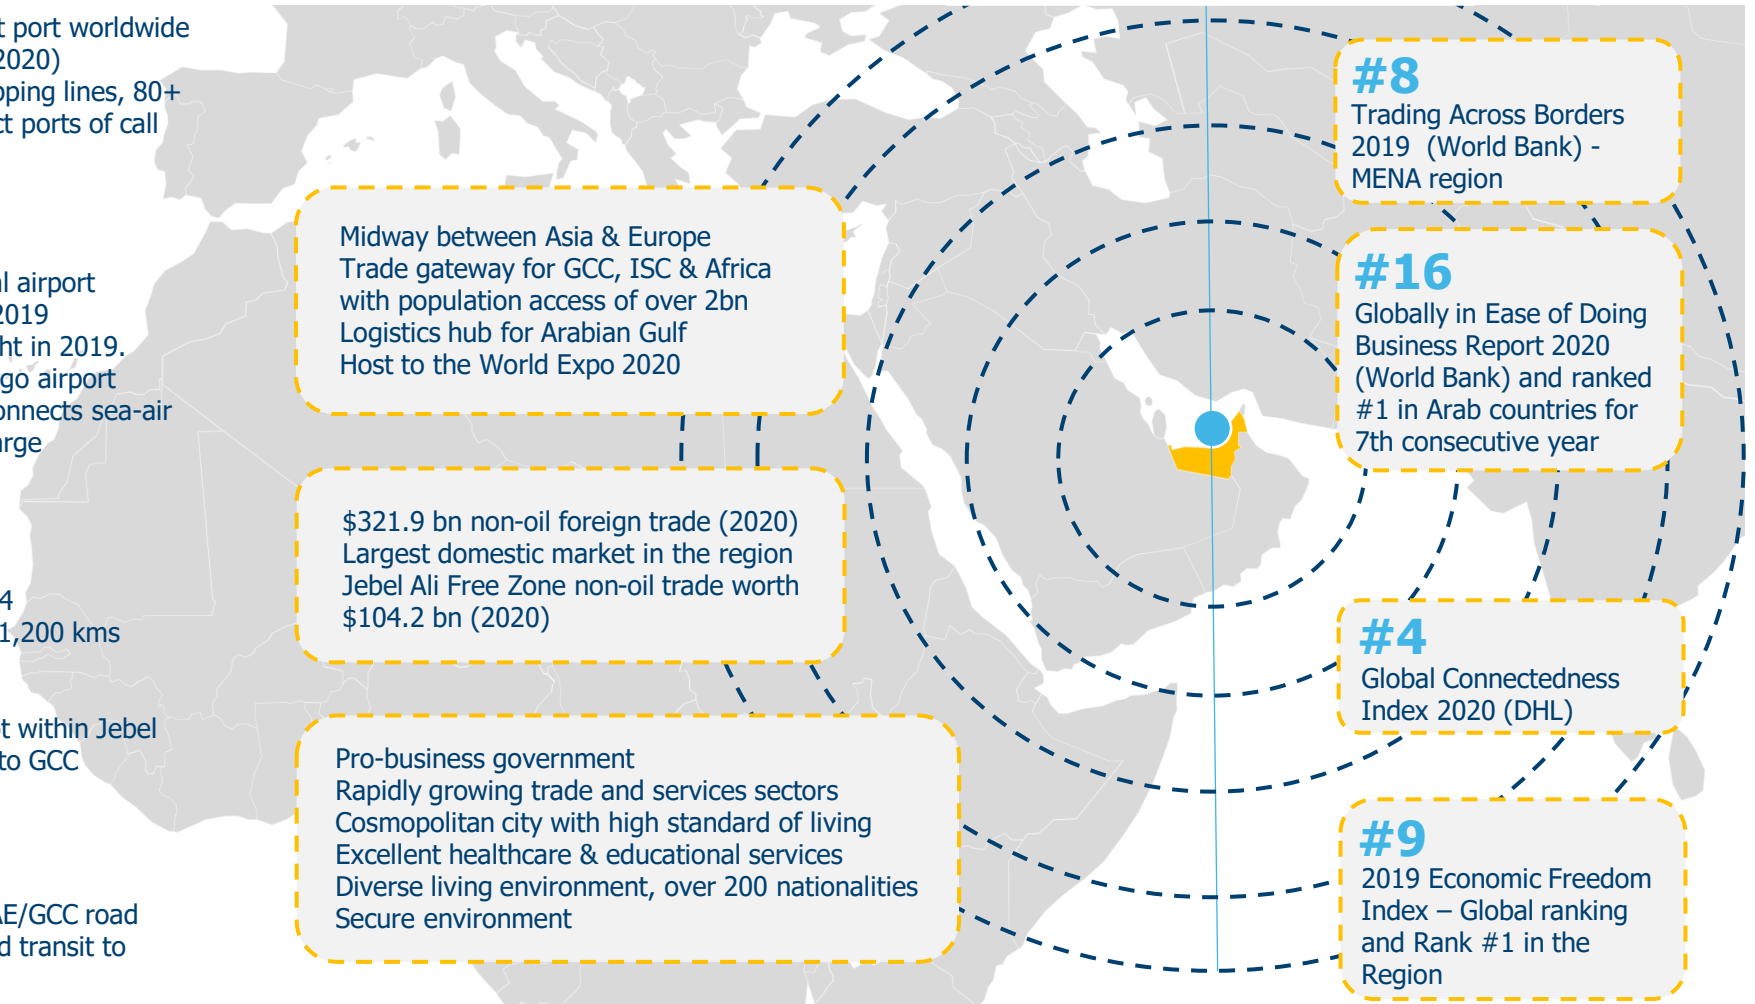 t port worldwide
2020)
pping lines, 80+
ct ports of call
al airport
2019
ht in 2019.
go airport
onnects sea-air
arge
4
1,200 kms
t within Jebel
to GCC
AE/GCC road
d transit to
Midway between Asia & Europe
Trade gateway for GCC, ISC & Africa
with population access of over 2bn
Logistics hub for Arabian Gulf
Host to the World Expo 2020
$321.9 bn non-oil foreign trade (2020)
Largest domestic market in the region
Jebel Ali Free Zone non-oil trade worth
$104.2 bn (2020)
Pro-business government
Rapidly growing trade and services sectors
Cosmopolitan city with high standard of living
Excellent healthcare & educational services
Diverse living environment, over 200 nationalities
Secure environment
#8
Trading Across Borders
2019  (World Bank) -
MENA region
#16
Globally in Ease of Doing
Business Report 2020
(World Bank) and ranked
#1 in Arab countries for
7th consecutive year
#4
Global Connectedness
Index 2020 (DHL)
#9
2019 Economic Freedom
Index – Global ranking
and Rank #1 in the
Region